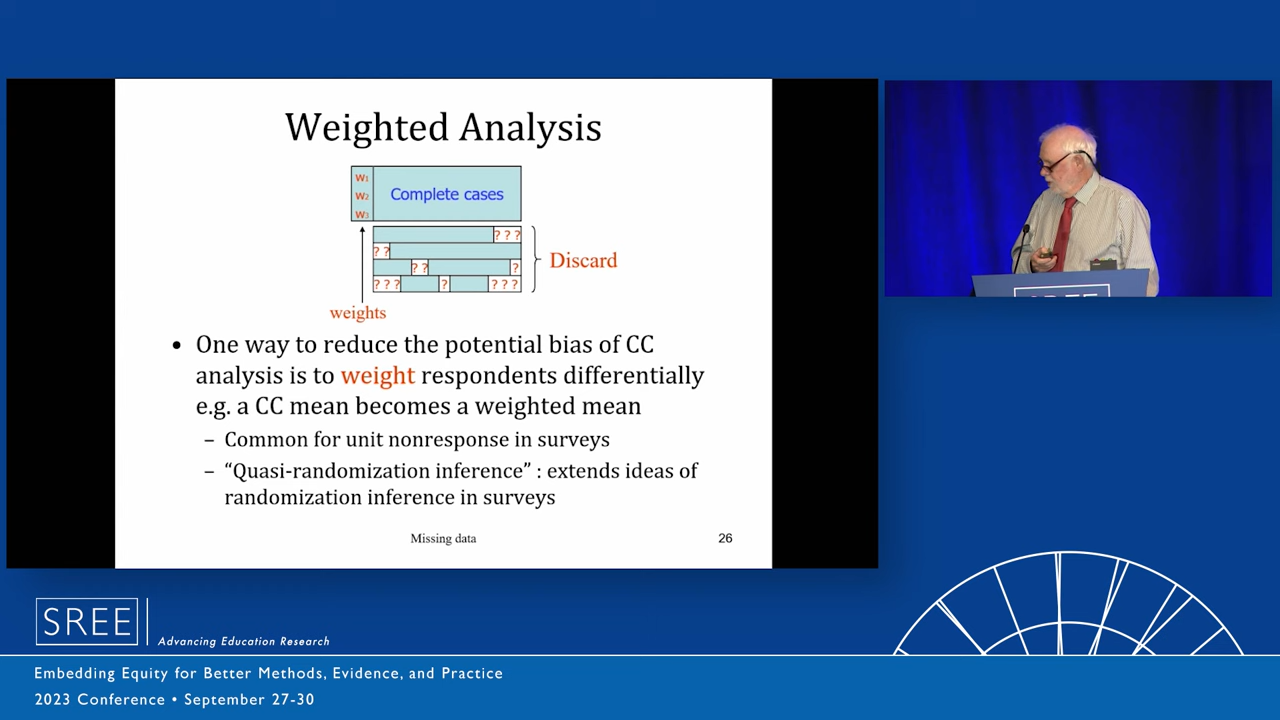 Weighted Analysis
w1
w2
w3
Complete cases
? ? ?
? ?
? ?
?
? ? ?
?
? ? ?
Discard
weights
• One way to reduce the potential bias of CC
analysis is to weight respondents differentially
e.g. a CC mean becomes a weighted mean
– Common for unit nonresponse in surveys
– “Quasi-randomization inference” : extends ideas of
randomization inference in surveys
Missing data
26
SREE
SREE
Advancing Education Research
Embedding Equity for Better Methods, Evidence, and Practice
2023 Conference • September 27-30